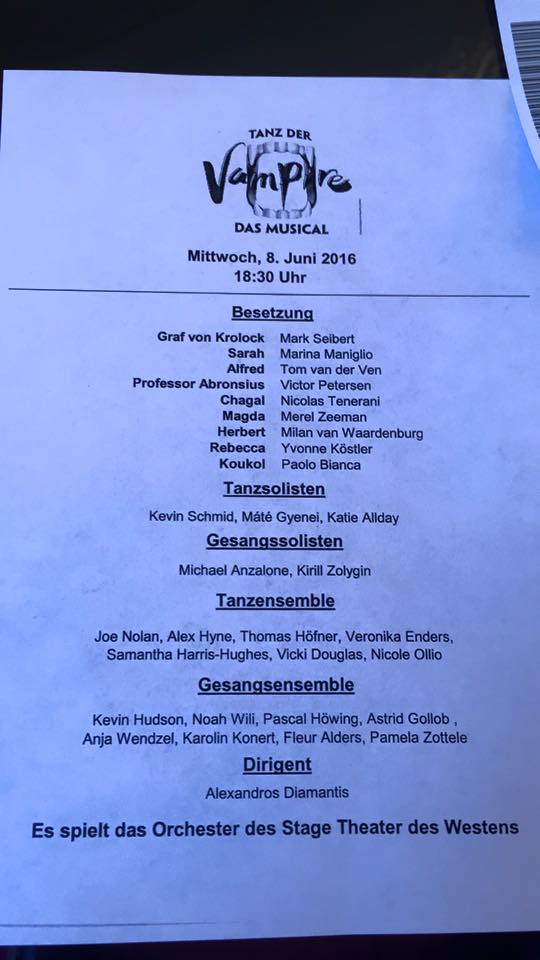 TANZ DER
Vampire
DAS MUSICAL
Mittwoch, 8. Juni 2016
18:30 Uhr
Besetzung
Graf von Krolock Mark Seibert
Sarah Marina Maniglio
Alfred Tom van der Ven
Professor Abronsius Victor Petersen
Chagal Nicolas Tenerani
Magda Merel Zeeman
Herbert Milan van Waardenburg
Rebecca Yvonne Köstler
Koukol Paolo Bianca
Tanzsolisten
Kevin Schmid, Máté Gyenei, Katie Allday
Gesangssolisten
Michael Anzalone, Kirill Zolygin
Tanzensemble
Joe Nolan, Alex Hyne, Thomas Höfner, Veronika Enders,
Samantha Harris-Hughes, Vicki Douglas, Nicole Ollio
Gesangsensemble
Kevin Hudson, Noah Wili, Pascal Höwing, Astrid Gollob ,
Anja Wendzel, Karolin Konert, Fleur Alders, Pamela Zottele
Dirigent
Alexandros Diamantis
Es spielt das Orchester des Stage Theater des Westens